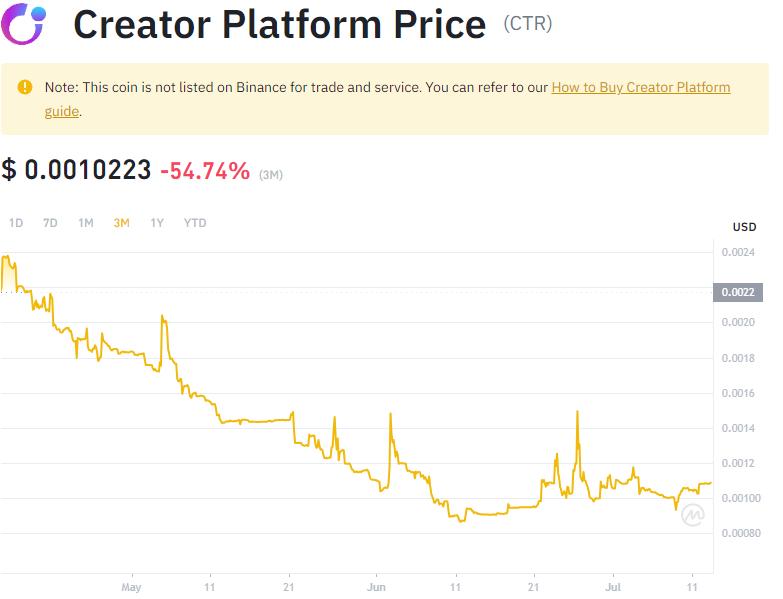 Creator Platform Price (CTR)
Note: This coin is not listed on Binance for trade and service. You can refer to our How to Buy Creator Platform
guide.
$ 0.0010223 -54.74% (3M)
1D 7D 1M 3M 1Y YTD
USD
0.0024
0.0022
0.0020
0.0018
0.0016
0.0014
0.0012
0.00100
0.00080
May 11 21 Jun 11 21 Jul 11